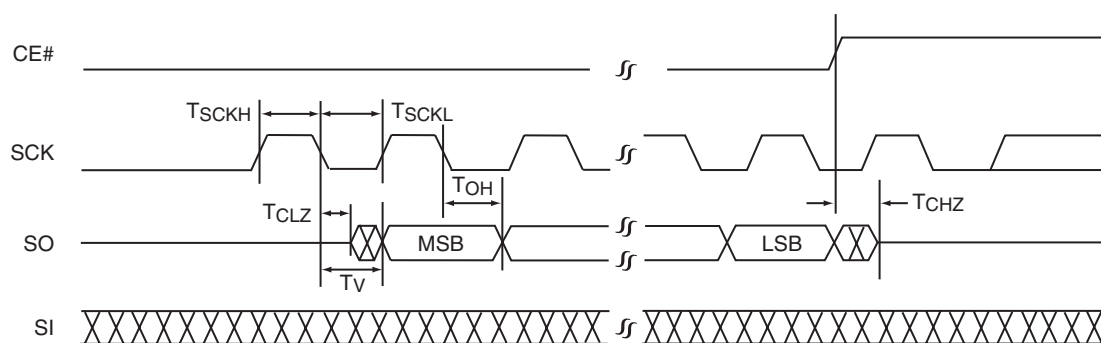 CE#
TSCKH
TSCKL
SCK
TOH
TCLZ
TCHZ
SO
MSB
LSB
TV
SI